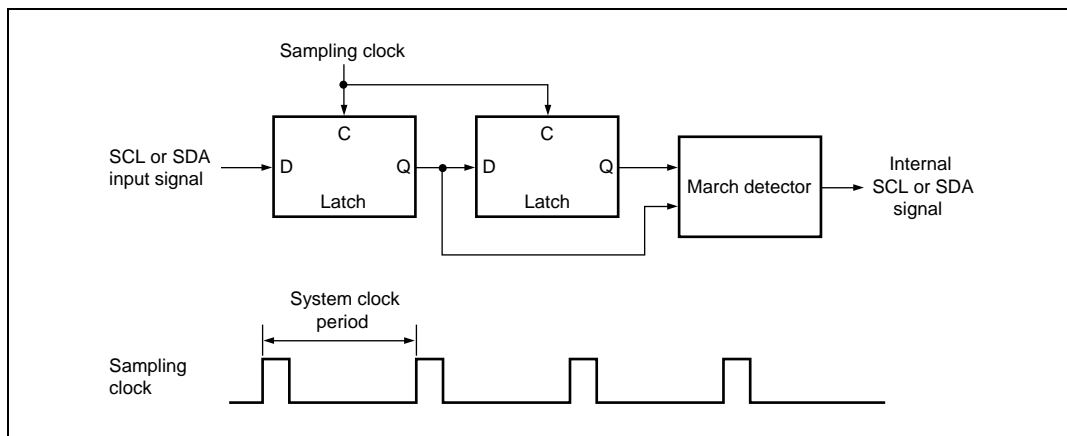 Sampling clock
SCL or SDA
input signal
C
D
Q
Latch
C
D
Q
Latch
March detector
Internal
SCL or SDA
signal
System clock
period
Sampling
clock